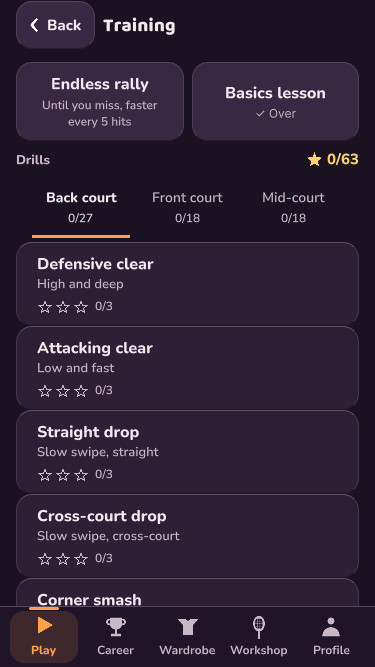 Back
Training
Endless rally
Until you miss, faster
every 5 hits
Basics lesson
✓ Over
Drills
0/63
Back court
0/27
Front court
0/18
Mid-court
0/18
Defensive clear
High and deep
0/3
Attacking clear
Low and fast
0/3
Straight drop
Slow swipe, straight
0/3
Cross-court drop
Slow swipe, cross-court
0/3
Corner smash
Play
Career
Wardrobe
Workshop
Profile